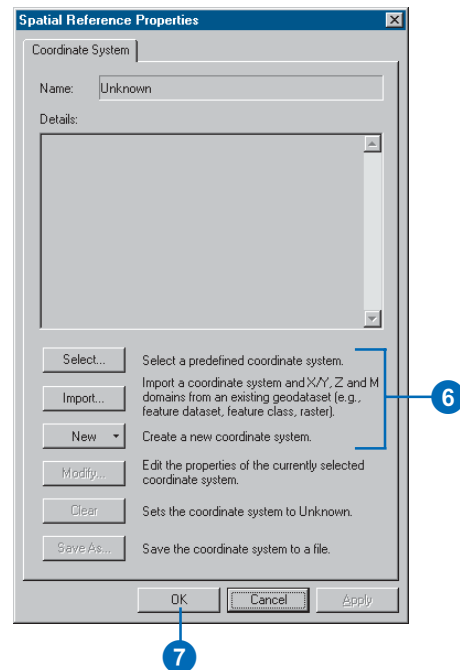 Spatial Reference Properties
Coordinate System
Name: Unknown
Details:
Select... Select a predefined coordinate system.
Import... Import a coordinate system and X/Y, Z and M
domains from an existing geodataset (e.g.,
feature dataset, feature class, raster).
6
New Create a new coordinate system.
Modify... Edit the properties of the currently selected
coordinate system.
Clear Sets the coordinate system to Unknown.
Save As... Save the coordinate system to a file.
OK Cancel Apply
7